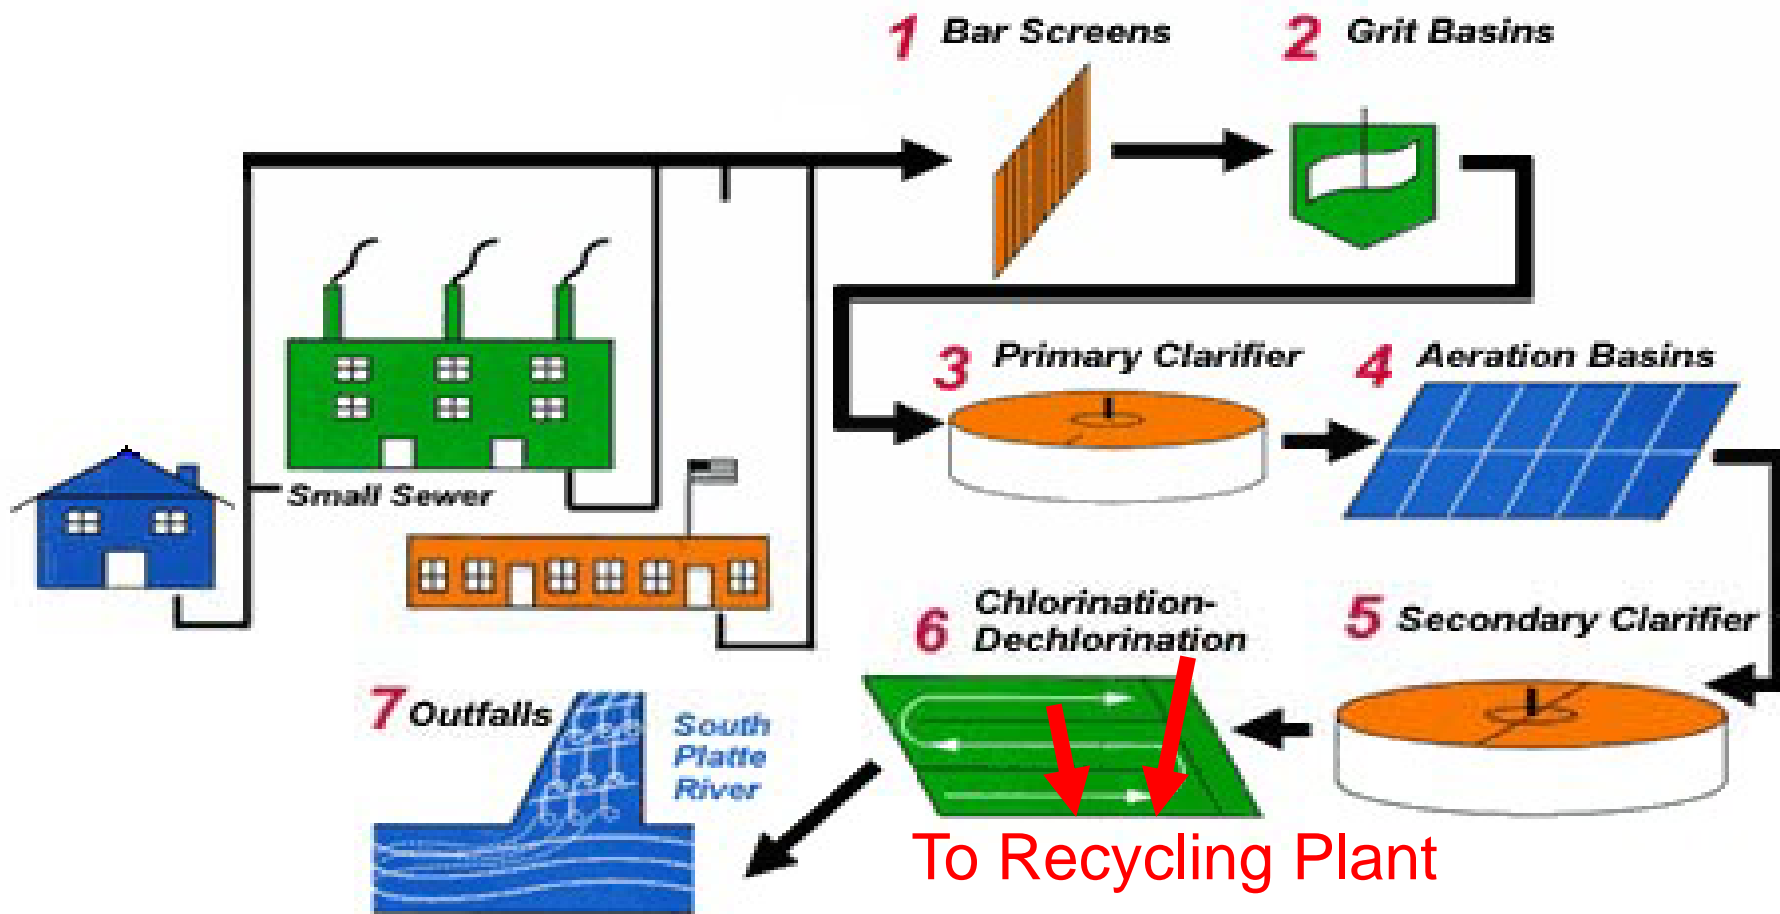 1 Bar Screens
2 Grit Basins
3 Primary Clarifier
4 Aeration Basins
Small Sewer
6 Chlorination-
Dechlorination
5 Secondary Clarifier
7 Outfalls
South
Platte
River
To Recycling Plant